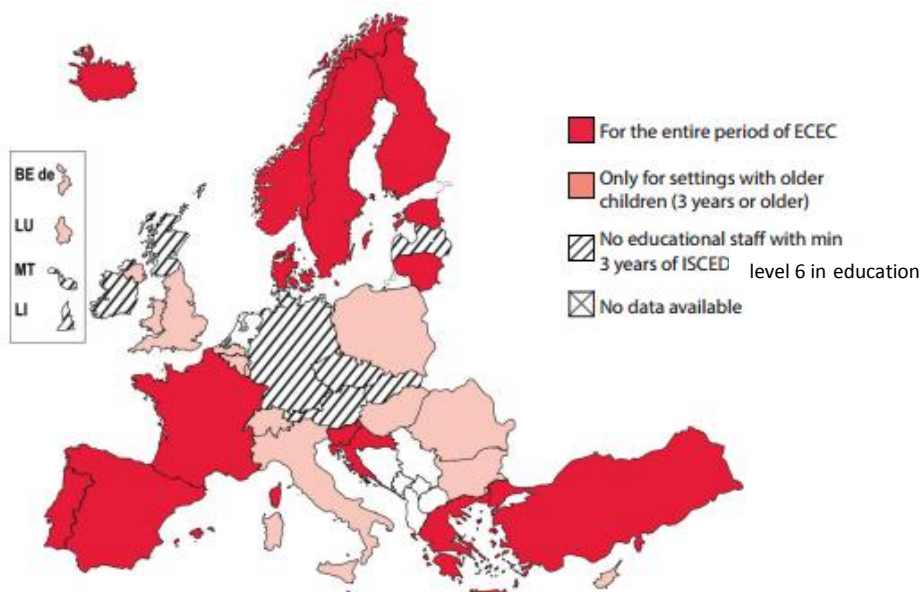 For the entire period of ECEC
Only for settings with older
children (3 years or older)
No educational staff with min
3 years of ISCED level 6 in education
No data available
BE de
LU
MT
LI